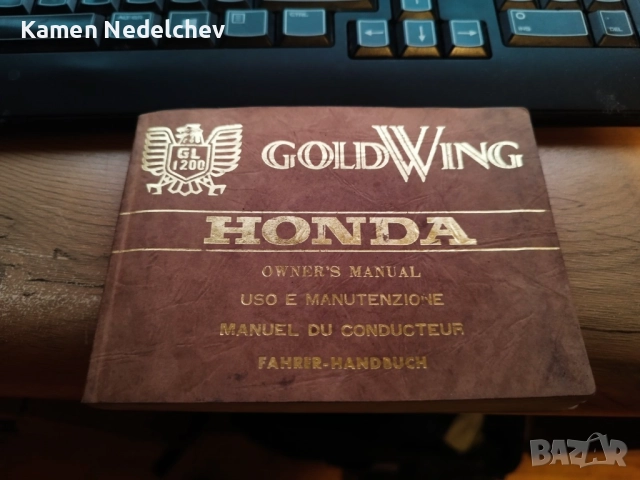 Kamen Nedelchev
GL
1200
GOLDWING
HONDA
OWNER'S MANUAL
USO E MANUTENZIONE
MANUEL DU CONDUCTEUR
FAHRER-HANDBUCH
BAZAR